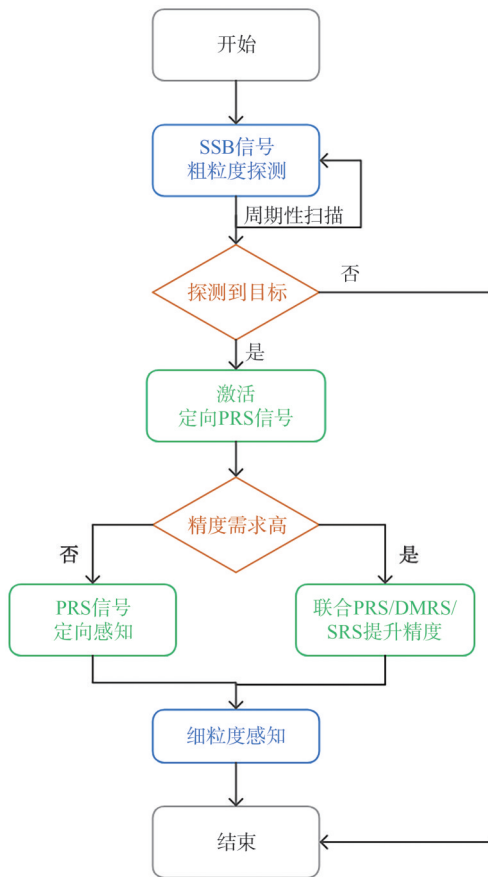 开始
SSB信号
粗粒度探测
周期性扫描
探测到目标
否
是
激活
定向PRS信号
精度需求高
否
是
PRS信号
定向感知
联合PRS/DMRS/
SRS提升精度
细粒度感知
结束